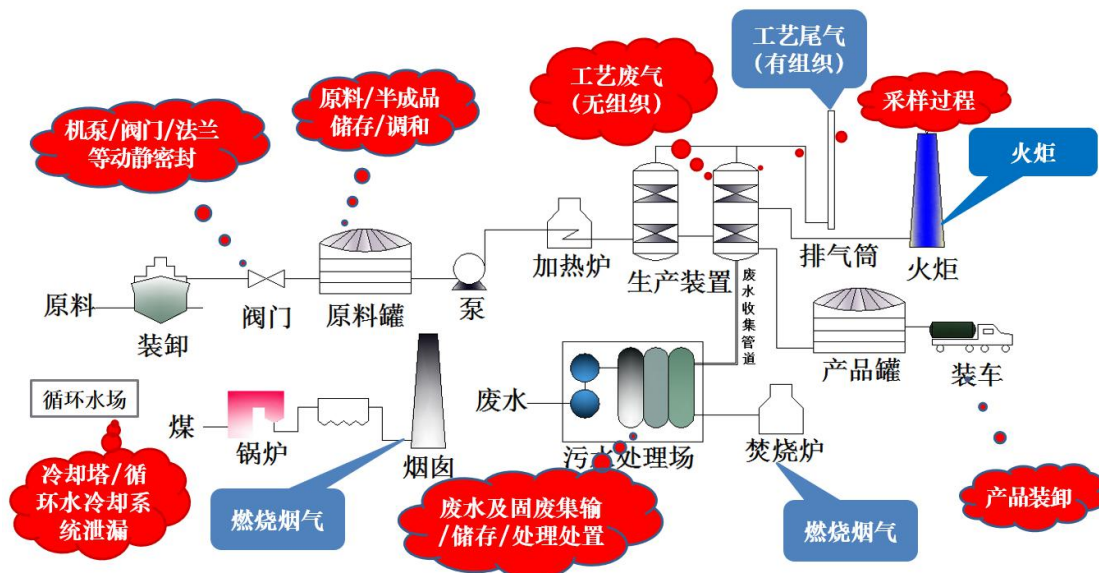 工艺尾气
（有组织）
工艺废气
（无组织）
采样过程
原料/半成品
储存/调和
机泵/阀门/法兰
等动静密封
火炬
加热炉
生产装置
排气筒
火炬
原料
装卸
阀门
原料罐
泵
废水收集管道
产品罐
装车
循环水场
煤
锅炉
烟囱
废水
污水处理场
焚烧炉
冷却塔/循
环水冷却系
统泄漏
燃烧烟气
废水及固废集输
/储存/处理处置
燃烧烟气
产品装卸